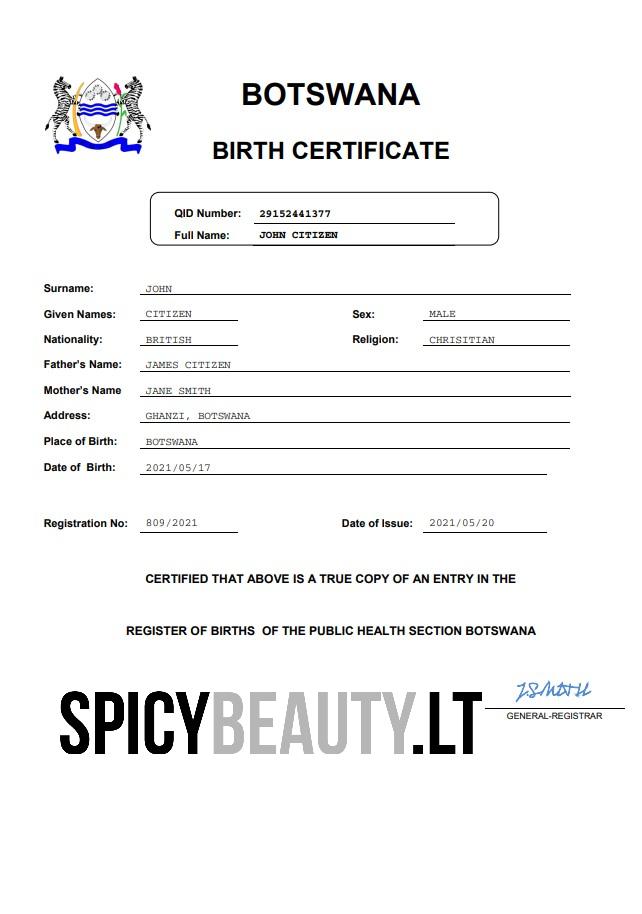 BOTSWANA
BIRTH CERTIFICATE
QID Number: 29152441377
Full Name: JOHN CITIZEN
Surname: JOHN
Given Names: CITIZEN Sex: MALE
Nationality: BRITISH Religion: CHRISITIAN
Father's Name: JAMES CITIZEN
Mother's Name JANE SMITH
Address: GHANZI, BOTSWANA
Place of Birth: BOTSWANA
Date of Birth: 2021/05/17
Registration No: 809/2021 Date of Issue: 2021/05/20
CERTIFIED THAT ABOVE IS A TRUE COPY OF AN ENTRY IN THE
REGISTER OF BIRTHS OF THE PUBLIC HEALTH SECTION BOTSWANA
J.SMITH
SPICYBEAUTY.LT
GENERAL-REGISTRAR